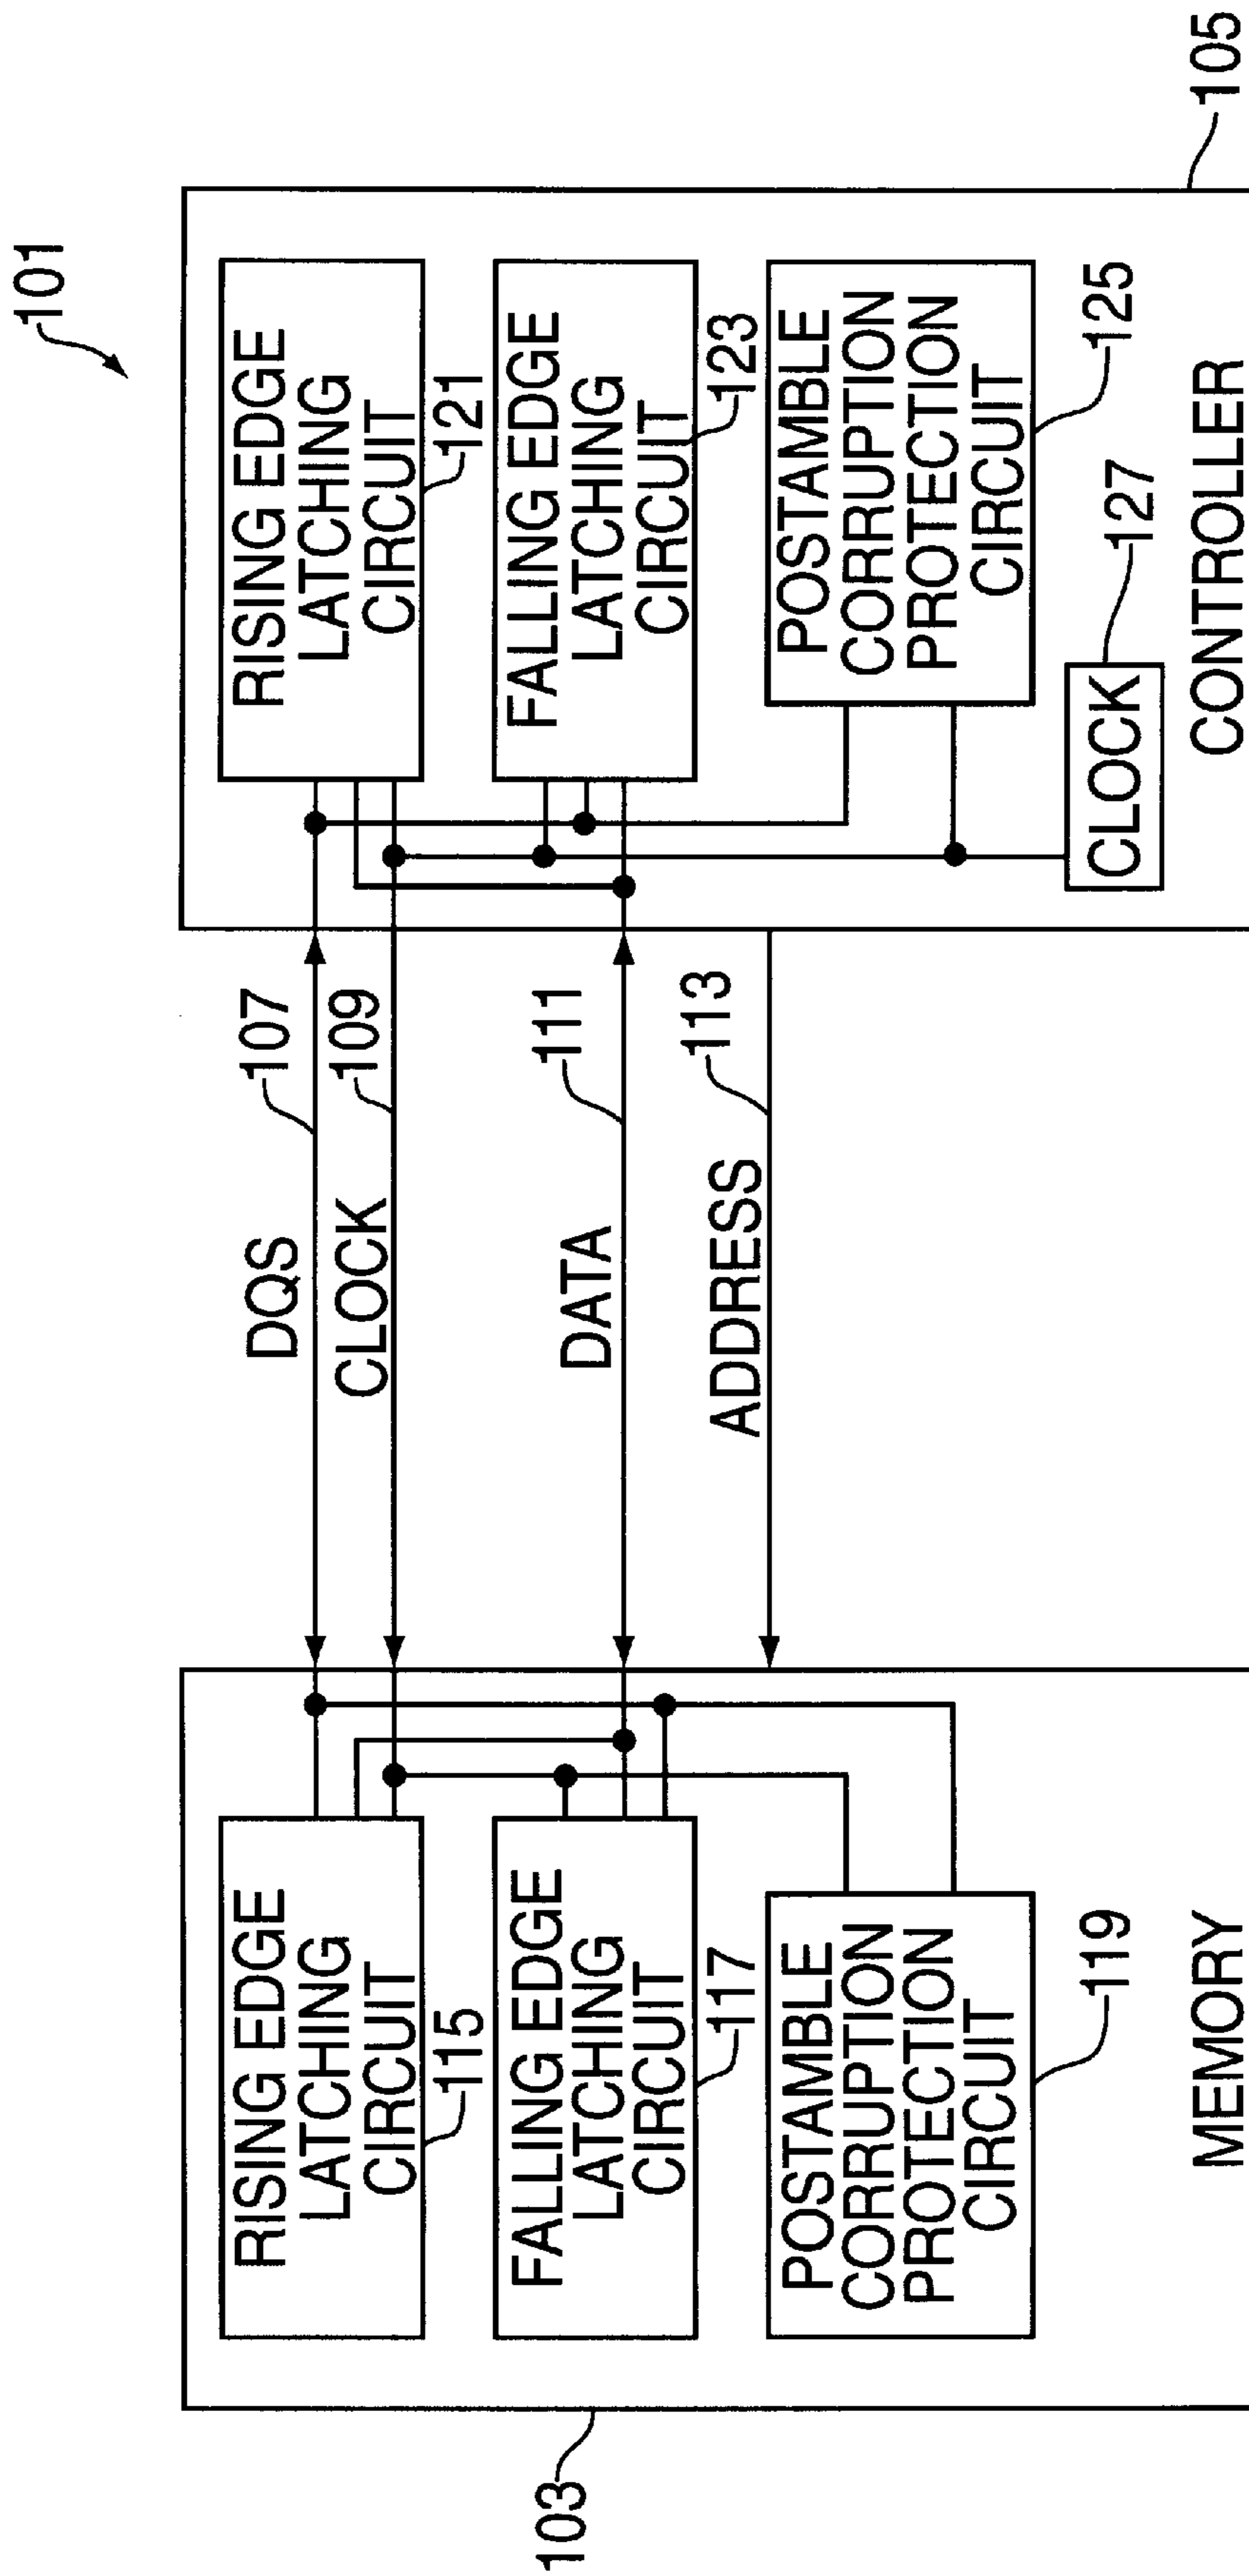 101
RISING EDGE
LATCHING
CIRCUIT
115
FALLING EDGE
LATCHING
CIRCUIT
117
POSTAMBLE
CORRUPTION
PROTECTION
CIRCUIT
119
MEMORY
103
DQS
107
CLOCK
109
DATA
111
ADDRESS
113
RISING EDGE
LATCHING
CIRCUIT
121
FALLING EDGE
LATCHING
CIRCUIT
123
POSTAMBLE
CORRUPTION
PROTECTION
CIRCUIT
125
CLOCK
127
CONTROLLER
105